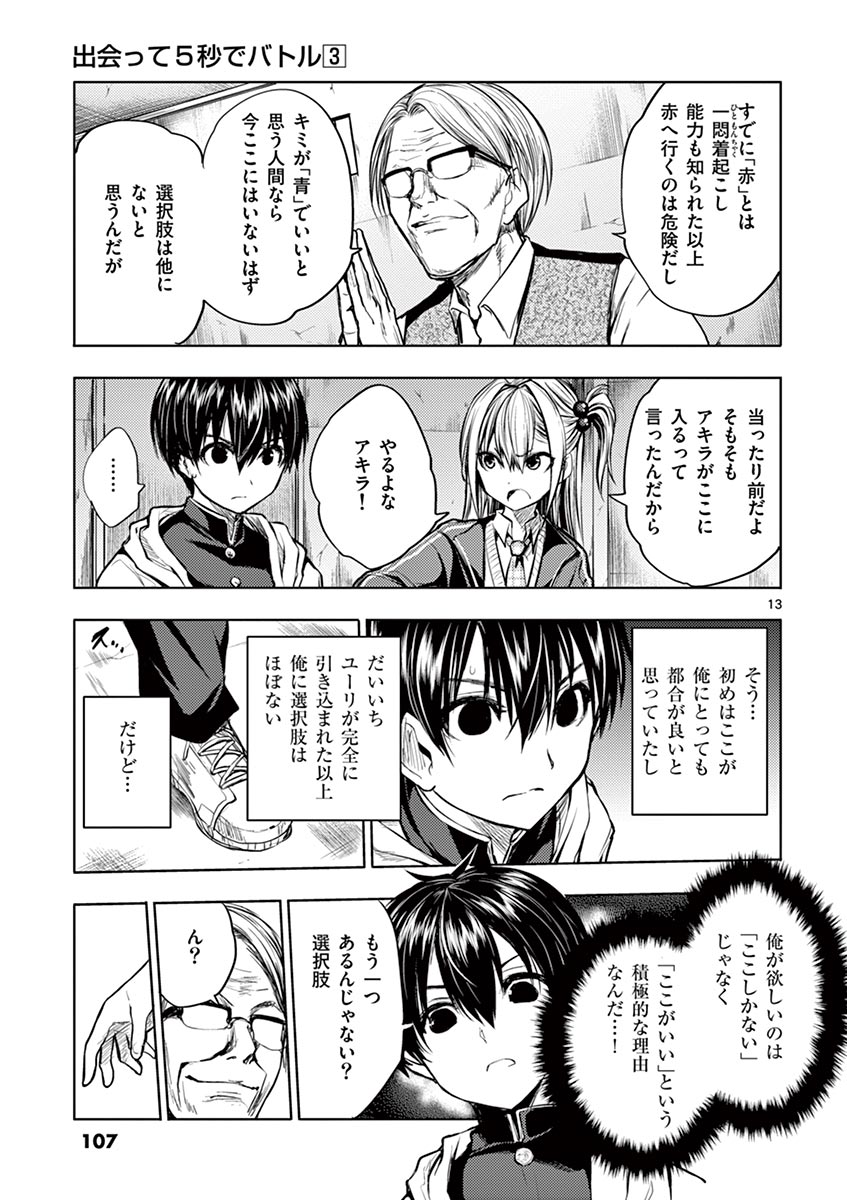 出会って5秒でバトル3
すでに「赤」とは
一悶着起こし
ひともんちゃく
能力も知られた以上
赤へ行くのは危険だし
キミが「青」でいいと
思う人間なら
今ここにはいないはず
選択肢は他に
ないと
思うんだが
当ったり前だよ
そもそも
アキラがここに
入るって
言ったんだから
やるよな
アキラ!
……
13
そう…
初めはここが
俺にとっても
都合が良いと
思っていたし
だいいち
ユーリが完全に
引き込まれた以上
俺に選択肢は
ほぼない
ス…
だけど…
俺が欲しいのは
「ここしかない」
じゃなく
「ここがいい」という
積極的な理由
なんだ…!
もう一つ
あるんじゃない?
選択肢
ん?
107